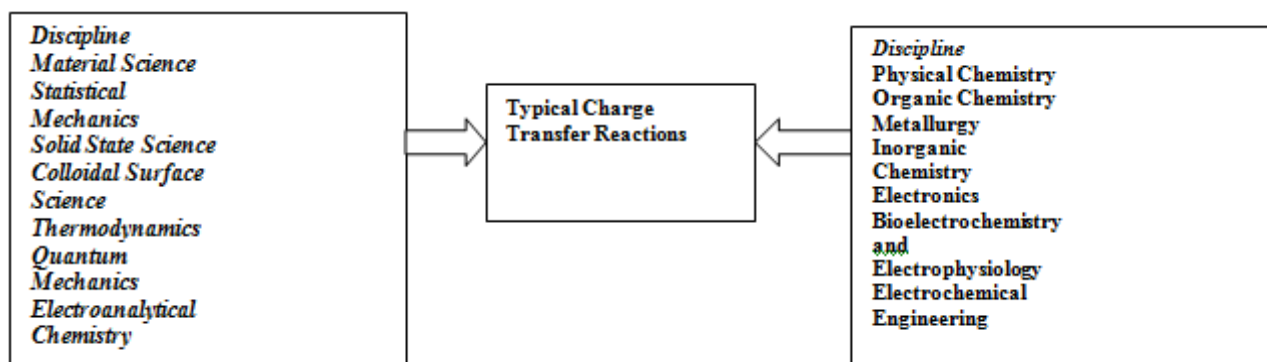 Discipline
Material Science
Statistical
Mechanics
Solid State Science
Colloidal Surface
Science
Thermodynamics
Quantum
Mechanics
Electroanalytical
Chemistry
Typical Charge
Transfer Reactions
Discipline
Physical Chemistry
Organic Chemistry
Metallurgy
Inorganic
Chemistry
Electronics
Bioelectrochemistry
and
Electrophysiology
Electrochemical
Engineering